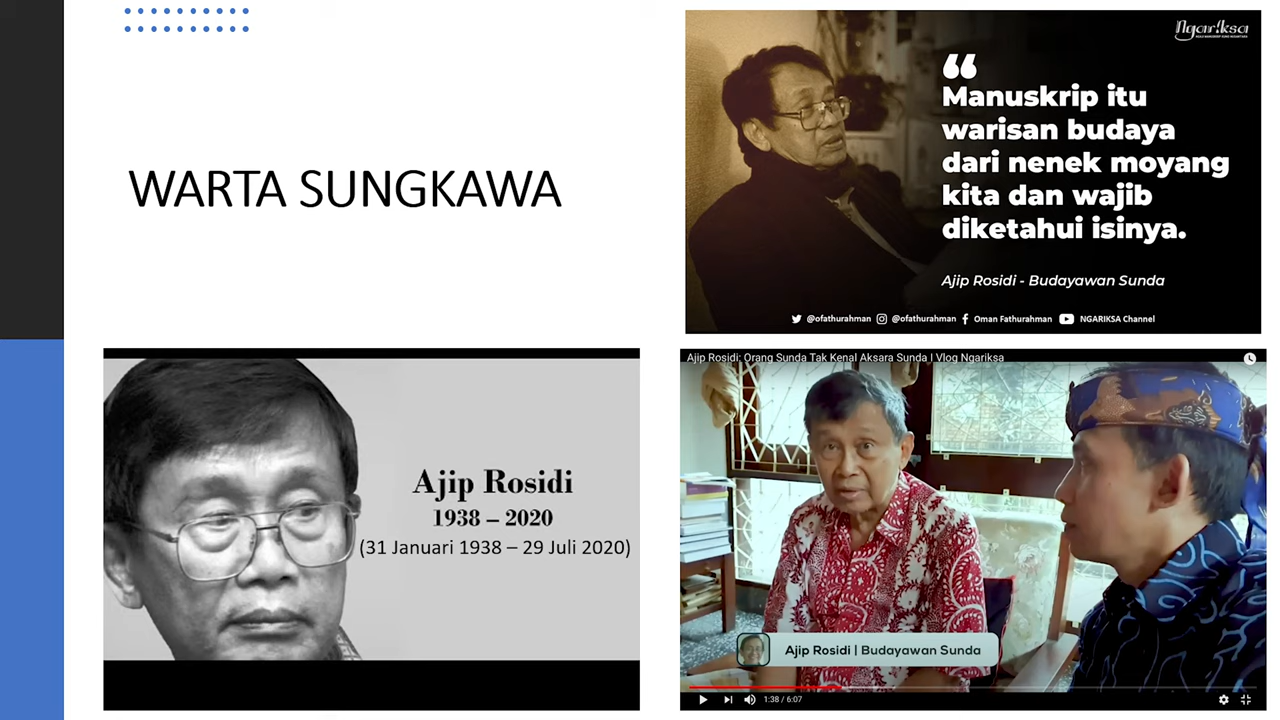 WARTA SUNGKAWA
Ngariksa
“
Manuskrip itu
warisan budaya
dari nenek moyang
kita dan wajib
diketahui isinya.
Ajip Rosidi - Budayawan Sunda
@ofathurahman @ofathurahman Oman Fathurahman NGARIKSA Channel
Ajip Rosidi
1938 – 2020
(31 Januari 1938 – 29 Juli 2020)
Ajip Rosidi: Orang Sunda Tak Kenal Aksara Sunda | Vlog Ngariksa
Ajip Rosidi | Budayawan Sunda
1:38 / 6:07